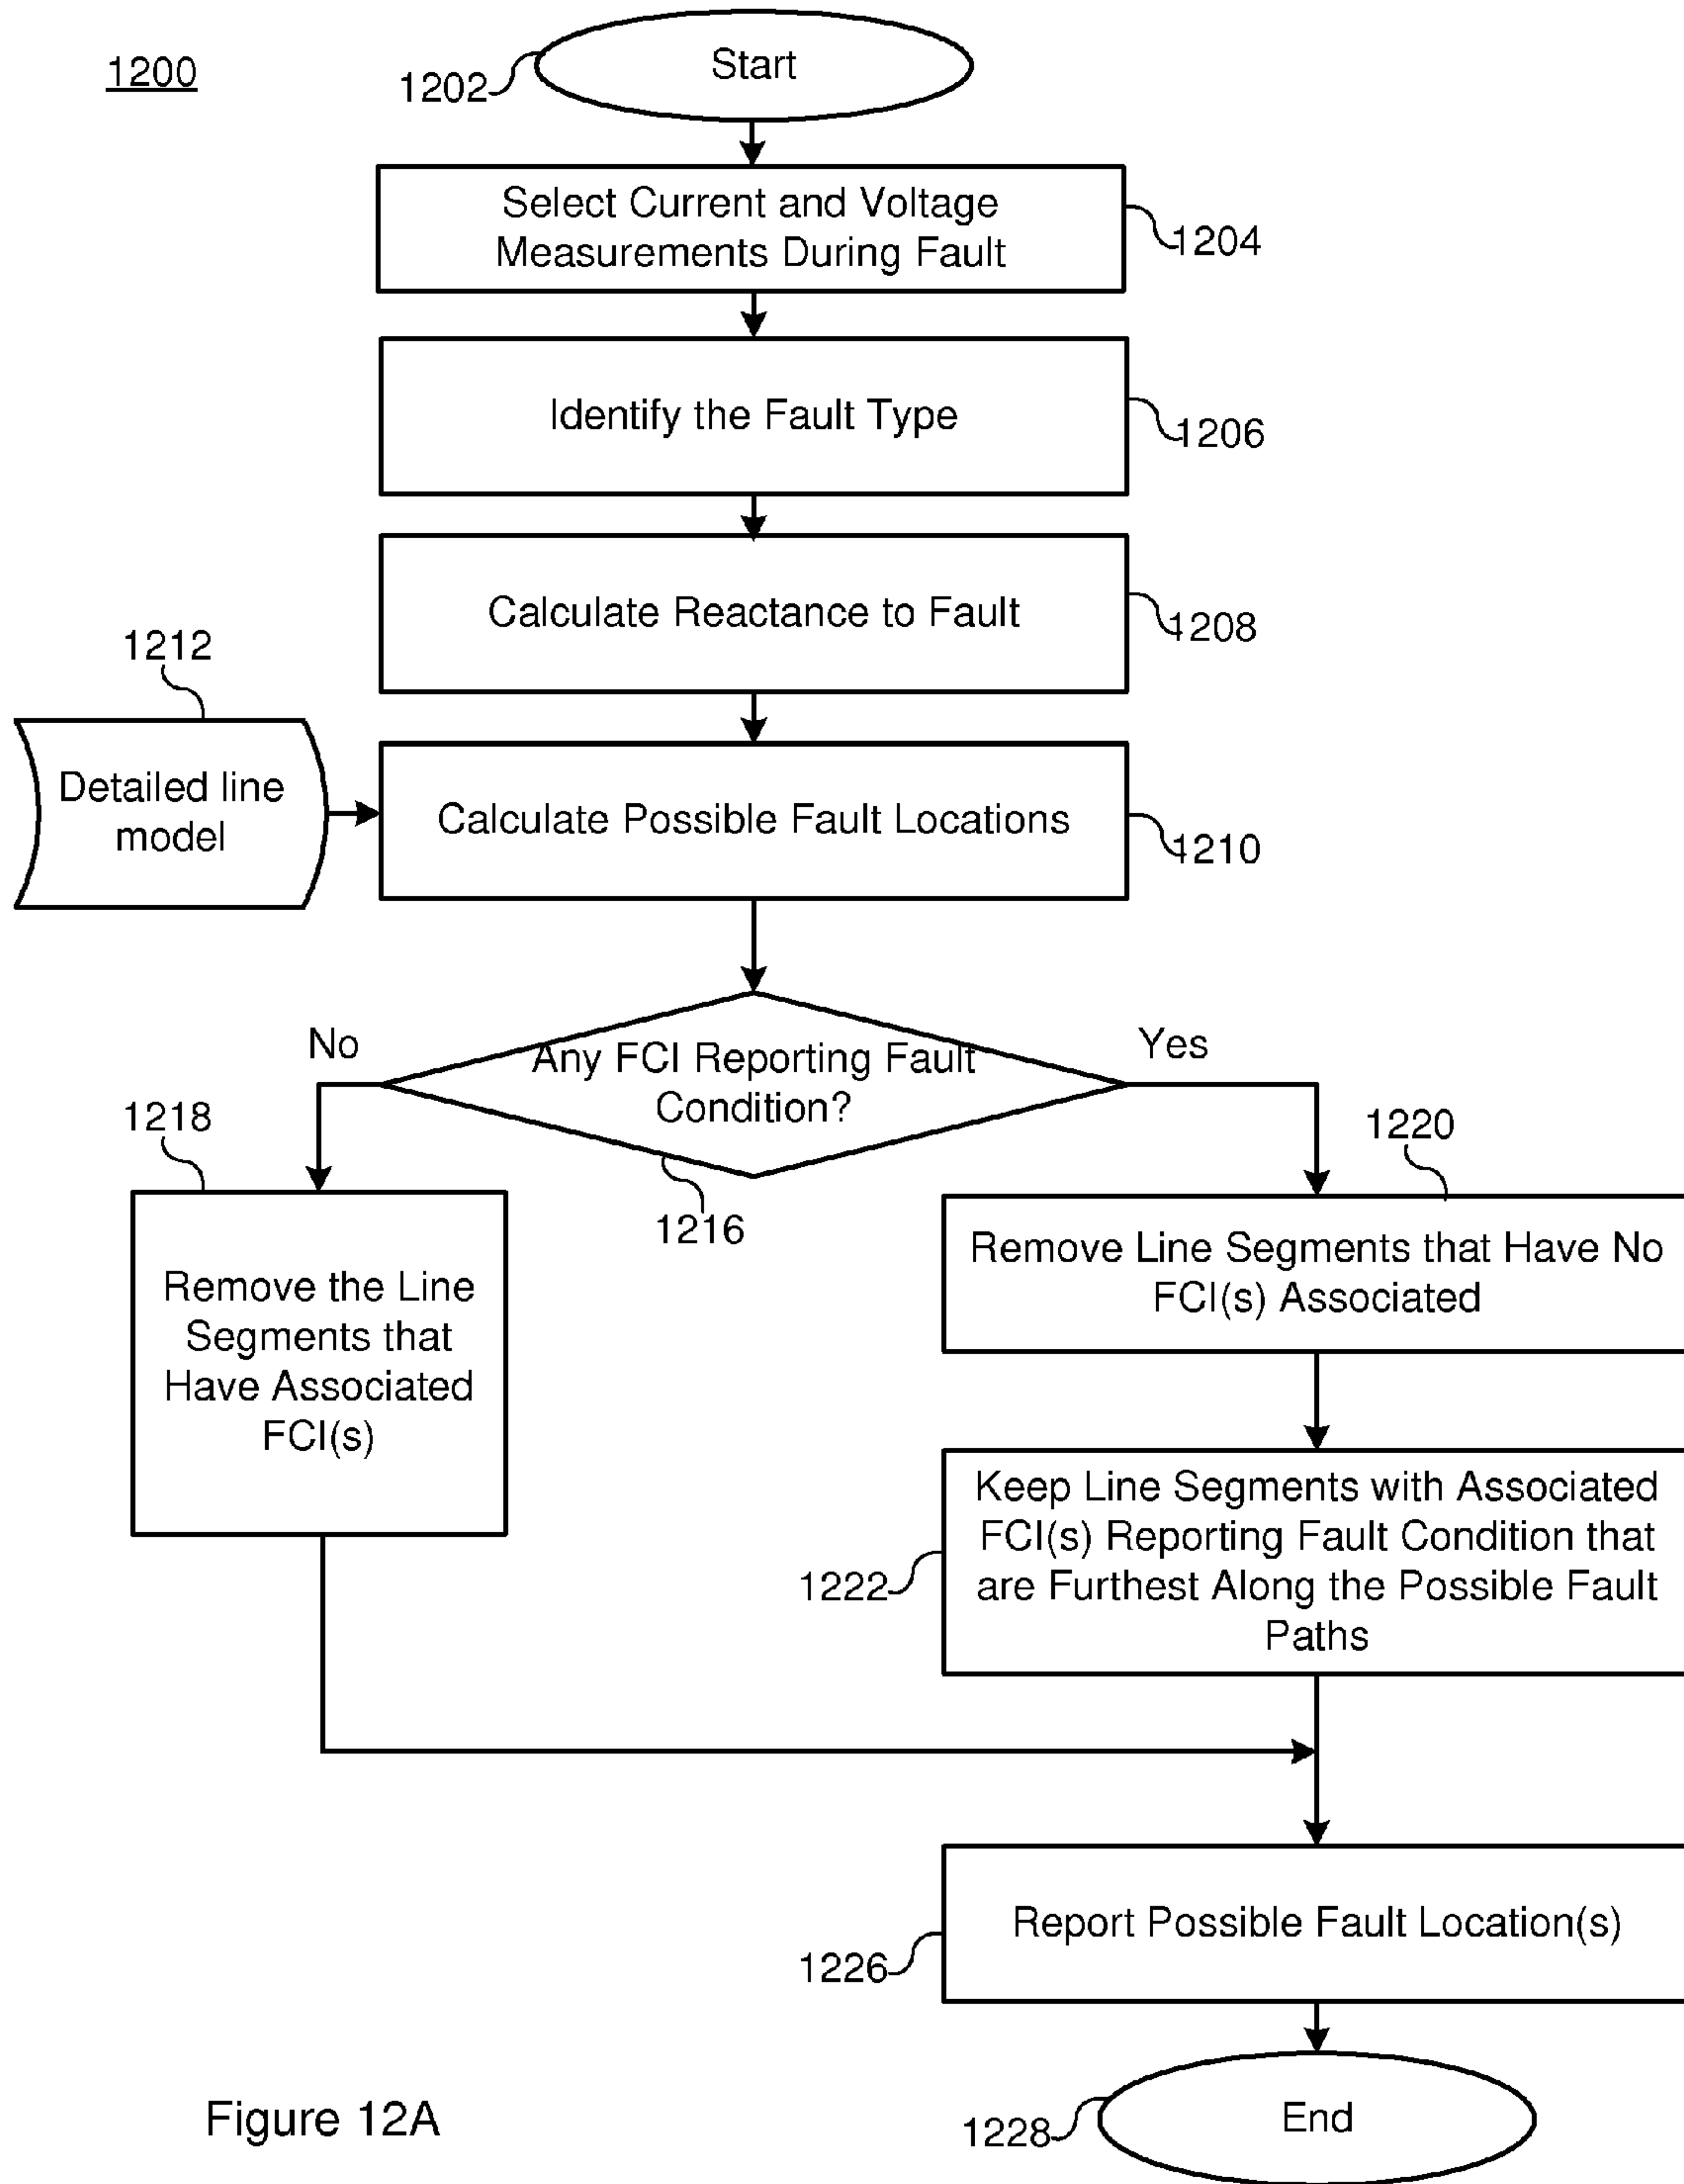 1200
1202
Start
Select Current and Voltage
Measurements During Fault
1204
Identify the Fault Type
1206
Calculate Reactance to Fault
1208
1212
Detailed line
model
Calculate Possible Fault Locations
1210
No
Any FCI Reporting Fault
Condition?
Yes
1216
1218
Remove the Line
Segments that
Have Associated
FCI(s)
1220
Remove Line Segments that Have No
FCI(s) Associated
Keep Line Segments with Associated
FCI(s) Reporting Fault Condition that
are Furthest Along the Possible Fault
Paths
1222
Report Possible Fault Location(s)
1226
End
1228
Figure 12A